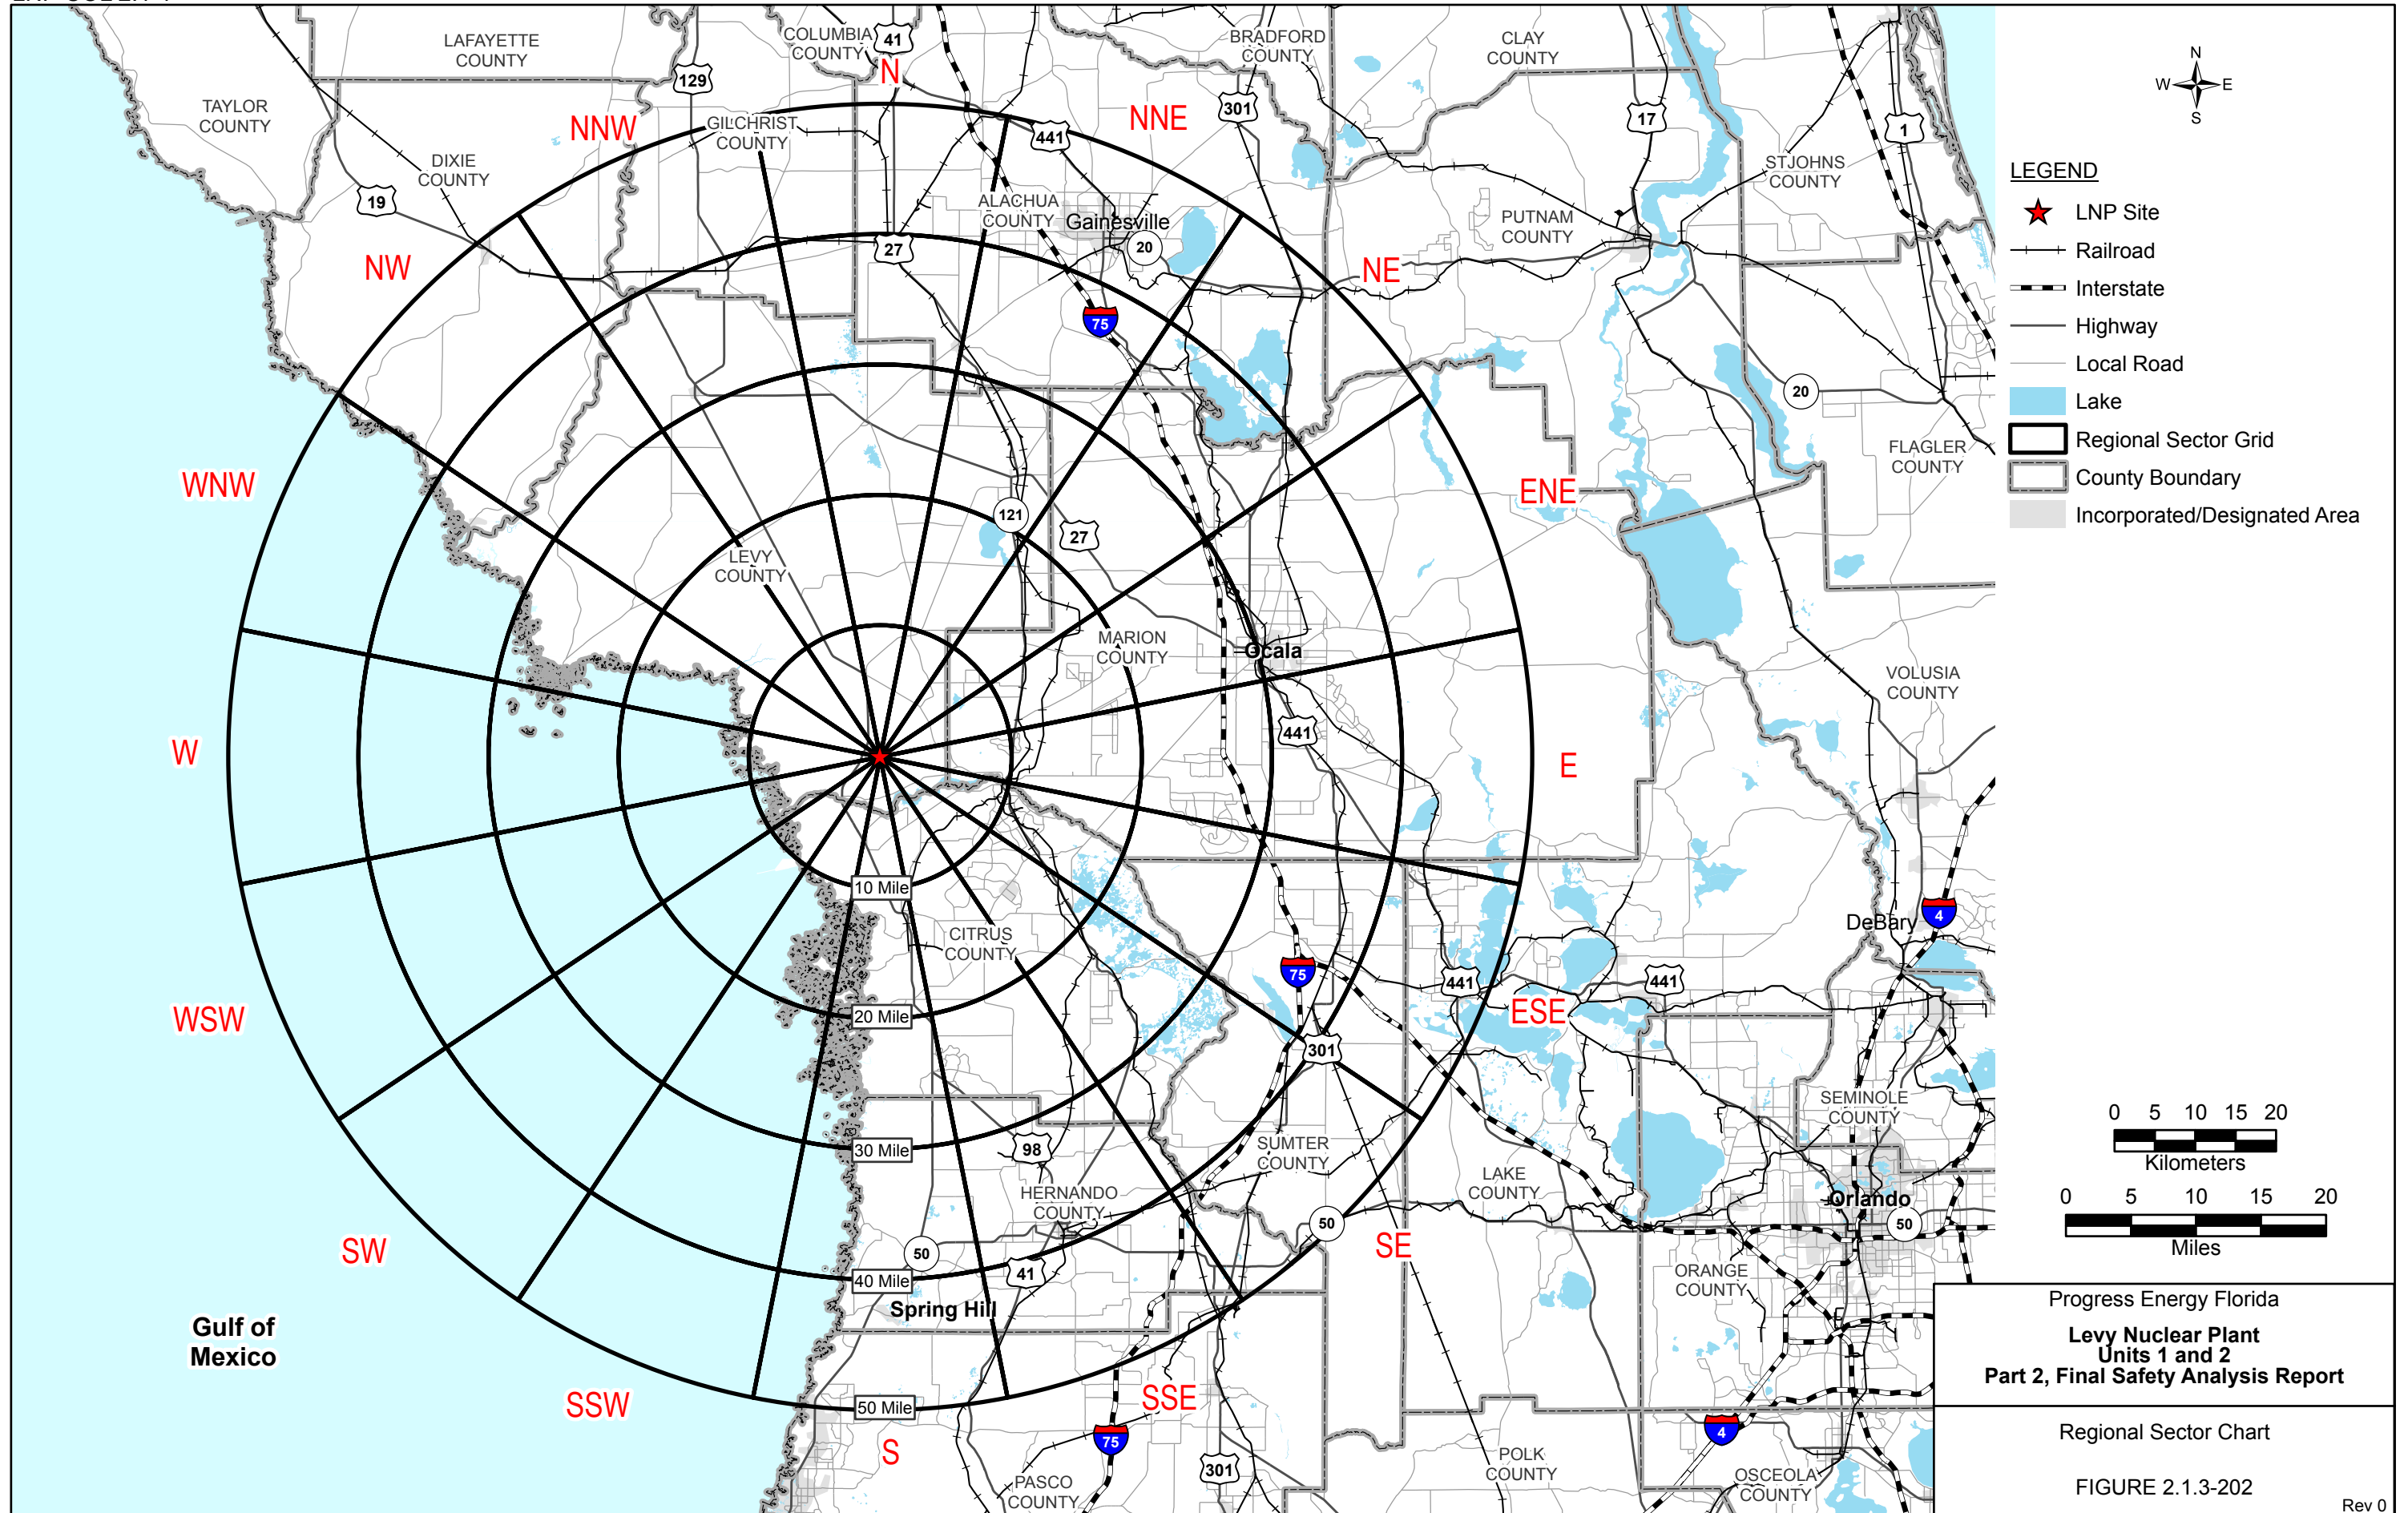 LAFAYETTE
COUNTY
COLUMBIA
COUNTY
41
BRADFORD
COUNTY
CLAY
COUNTY
N
W
E
S
129
N
TAYLOR
COUNTY
NNW
GILCHRIST
COUNTY
441
NNE
301
17
1
DIXIE
COUNTY
STJOHNS
COUNTY
LEGEND
LNP Site
Railroad
Interstate
Highway
Local Road
Lake
Regional Sector Grid
County Boundary
Incorporated/Designated Area
19
ALACHUA
COUNTY
Gainesville
20
PUTNAM
COUNTY
27
NW
NE
75
20
FLAGLER
COUNTY
WNW
ENE
121
27
LEVY
COUNTY
MARION
COUNTY
Ocala
VOLUSIA
COUNTY
W
441
E
10 Mile
CITRUS
COUNTY
DeBary
4
75
441
441
WSW
20 Mile
ESE
301
SEMINOLE
COUNTY
0 5 10 15 20
Kilometers
30 Mile
98
SUMTER
COUNTY
LAKE
COUNTY
HERNANDO
COUNTY
Orlando
0 5 10 15 20
Miles
50
50
50
SW
SE
40 Mile
41
ORANGE
COUNTY
Spring Hill
Gulf of
Mexico
Progress Energy Florida
Levy Nuclear Plant
Units 1 and 2
Part 2, Final Safety Analysis Report
SSW
50 Mile
SSE
S
75
4
301
POLK
COUNTY
PASCO
COUNTY
OSCEOLA
COUNTY
Regional Sector Chart
FIGURE 2.1.3-202
Rev 0